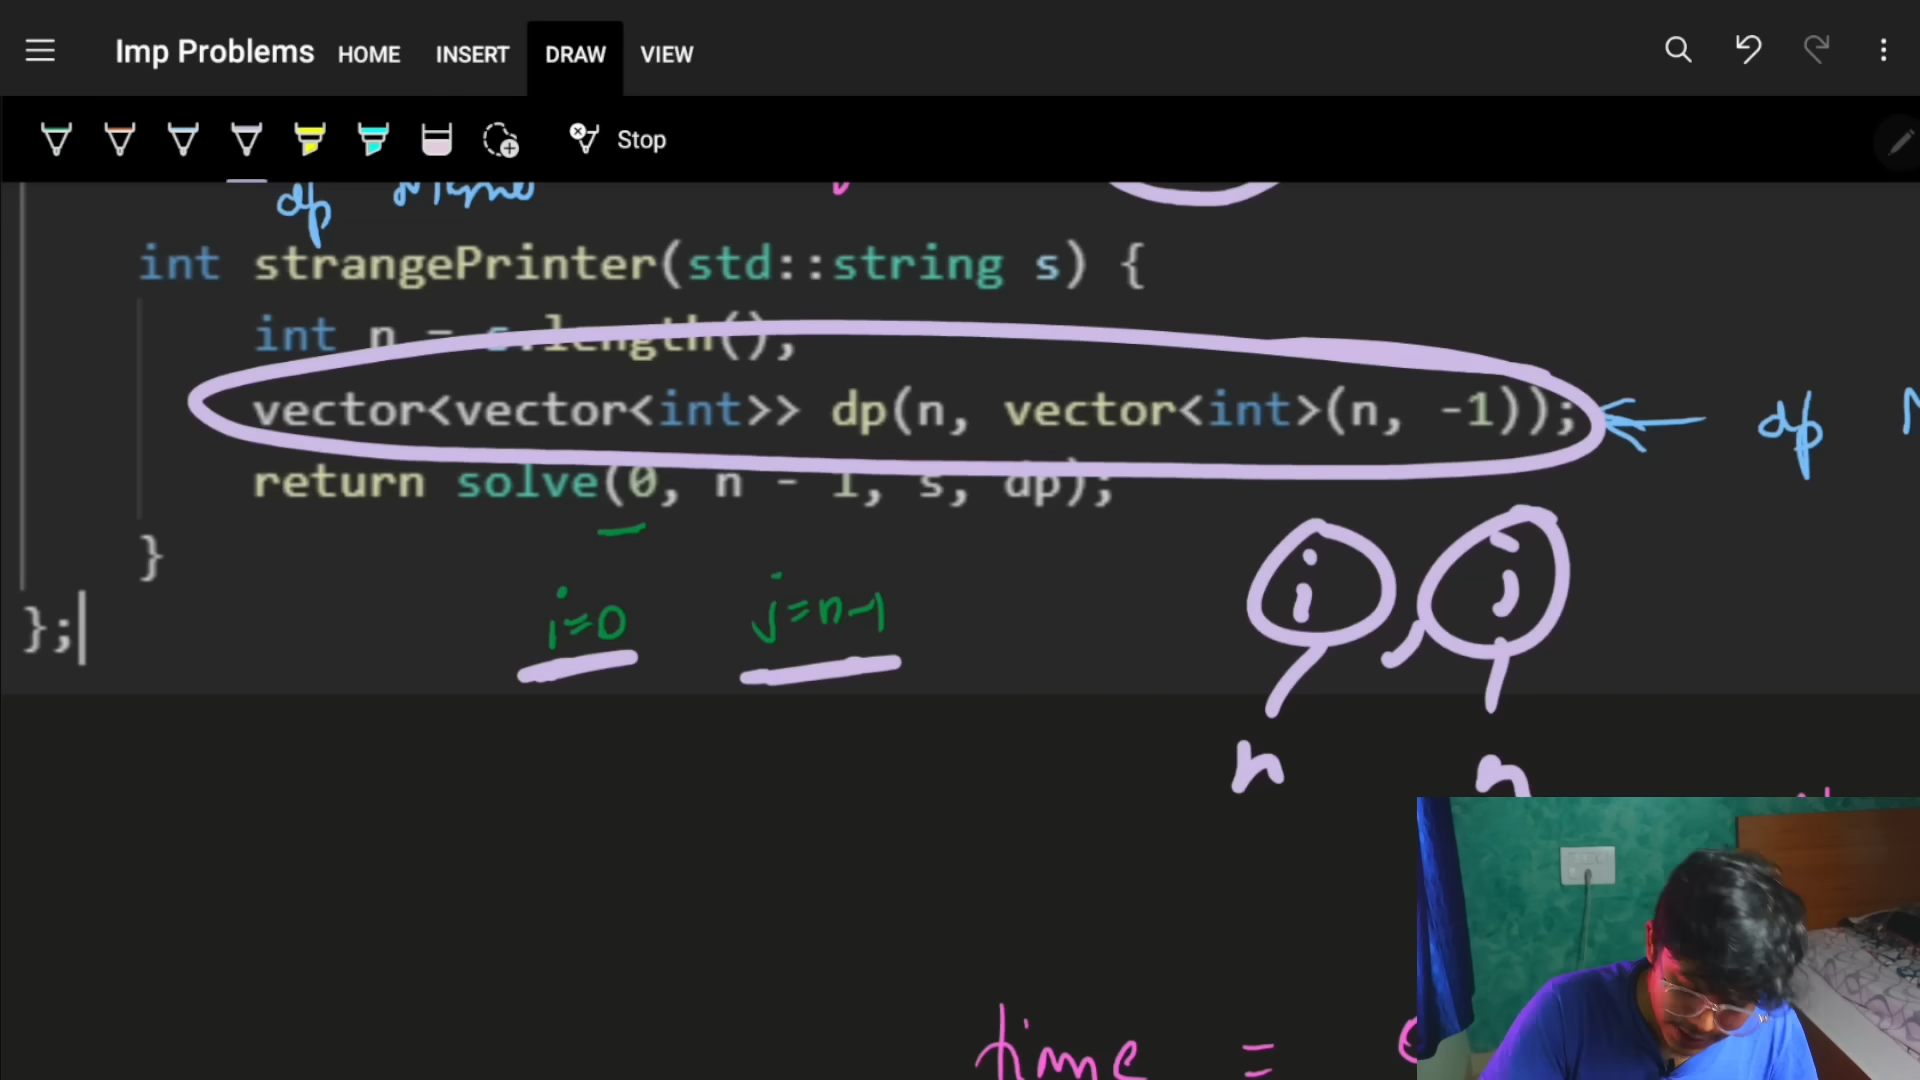 Imp Problems HOME INSERT DRAW VIEW
Stop
dp
int strangePrinter(std::string s) {
int n = s.length();
vector<vector<int>> dp(n, vector<int>(n, -1));
dp
return solve(0, n - 1, s, dp);
}
};
i=0 j=n-1
i, j
n n
time =